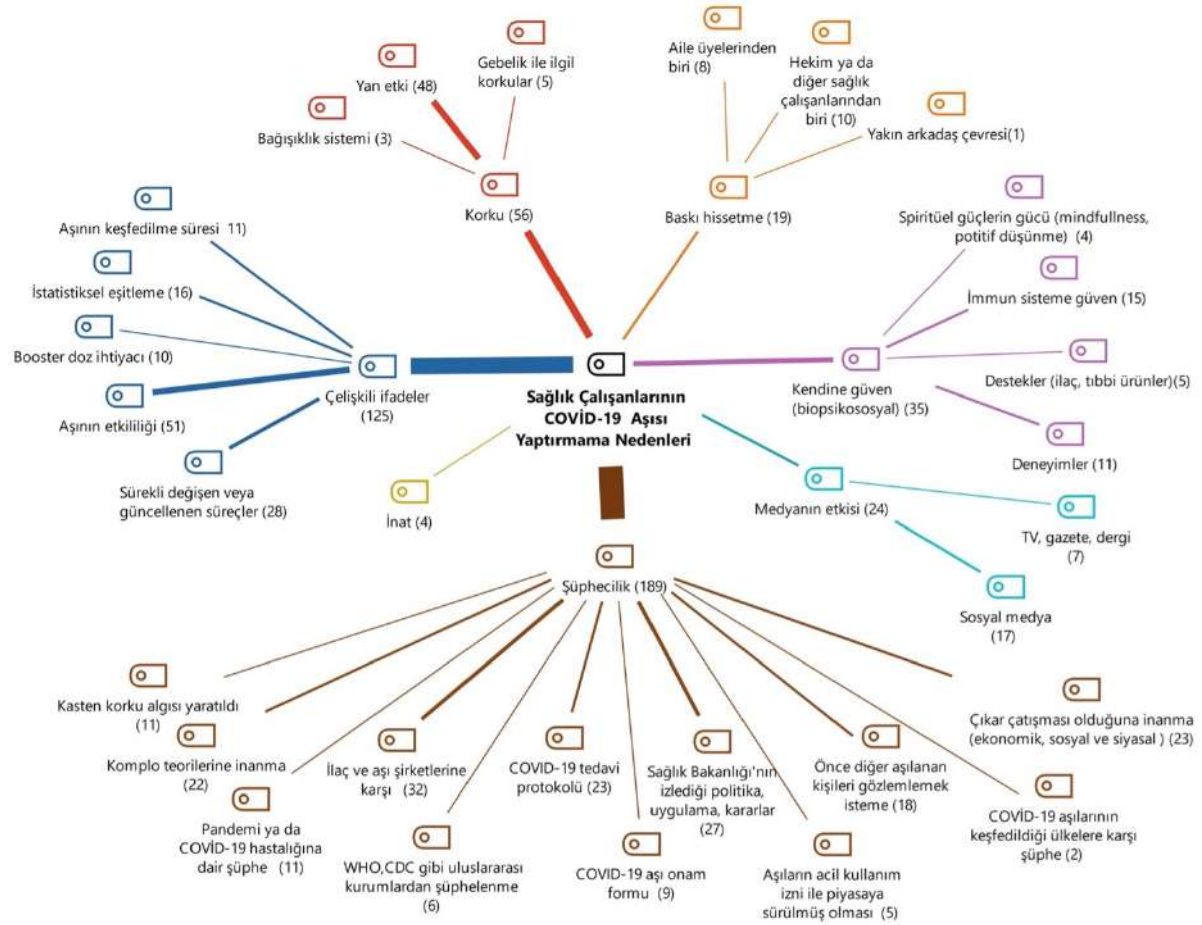 Yan etki (48)
Gebelik ile ilgil
korkular (5)
Aile üyelerinden
biri (8)
Hekim ya da
diğer sağlık
çalışanlarından
biri (10)
Bağışıklık sistemi (3)
Yakın arkadaş çevresi(1)
Korku (56)
Baskı hissetme (19)
Aşının keşfedilme süresi 11)
Spiritüel güçlerin gücü (mindfullness,
potitif düşünme) (4)
İstatistiksel eşitleme (16)
İmmun sisteme güven (15)
Booster doz ihtiyacı (10)
Destekler (ilaç, tıbbi ürünler)(5)
Çelişkili ifadeler
(125)
Sağlık Çalışanlarının
COVİD-19 Aşısı
Yaptırmama Nedenleri
Kendine güven
(biopsikososyal) (35)
Aşının etkililiği (51)
Deneyimler (11)
Sürekli değişen veya
güncellenen süreçler (28)
İnat (4)
Medyanın etkisi (24)
TV, gazete, dergi
(7)
Sosyal medya
(17)
Şüphecilik (189)
Kasten korku algısı yaratıldı
(11)
Komplo teorilerine inanma
(22)
Pandemi ya da
COVİD-19 hastalığına
dair şüphe (11)
İlaç ve aşı şirketlerine
karşı (32)
WHO,CDC gibi uluslararası
kurumlardan şüphelenme
(6)
COVID-19 tedavi
protokolü (23)
COVID-19 aşı onam
formu (9)
Sağlık Bakanlığı'nın
izlediği politika,
uygulama, kararlar
(27)
Aşıların acil kullanım
izni ile piyasaya
sürülmüş olması (5)
Önce diğer aşılanan
kişileri gözlemlemek
isteme (18)
COVİD-19 aşılarının
keşfedildiği ülkelere karşı
şüphe (2)
Çıkar çatışması olduğuna inanma
(ekonomik, sosyal ve siyasal ) (23)